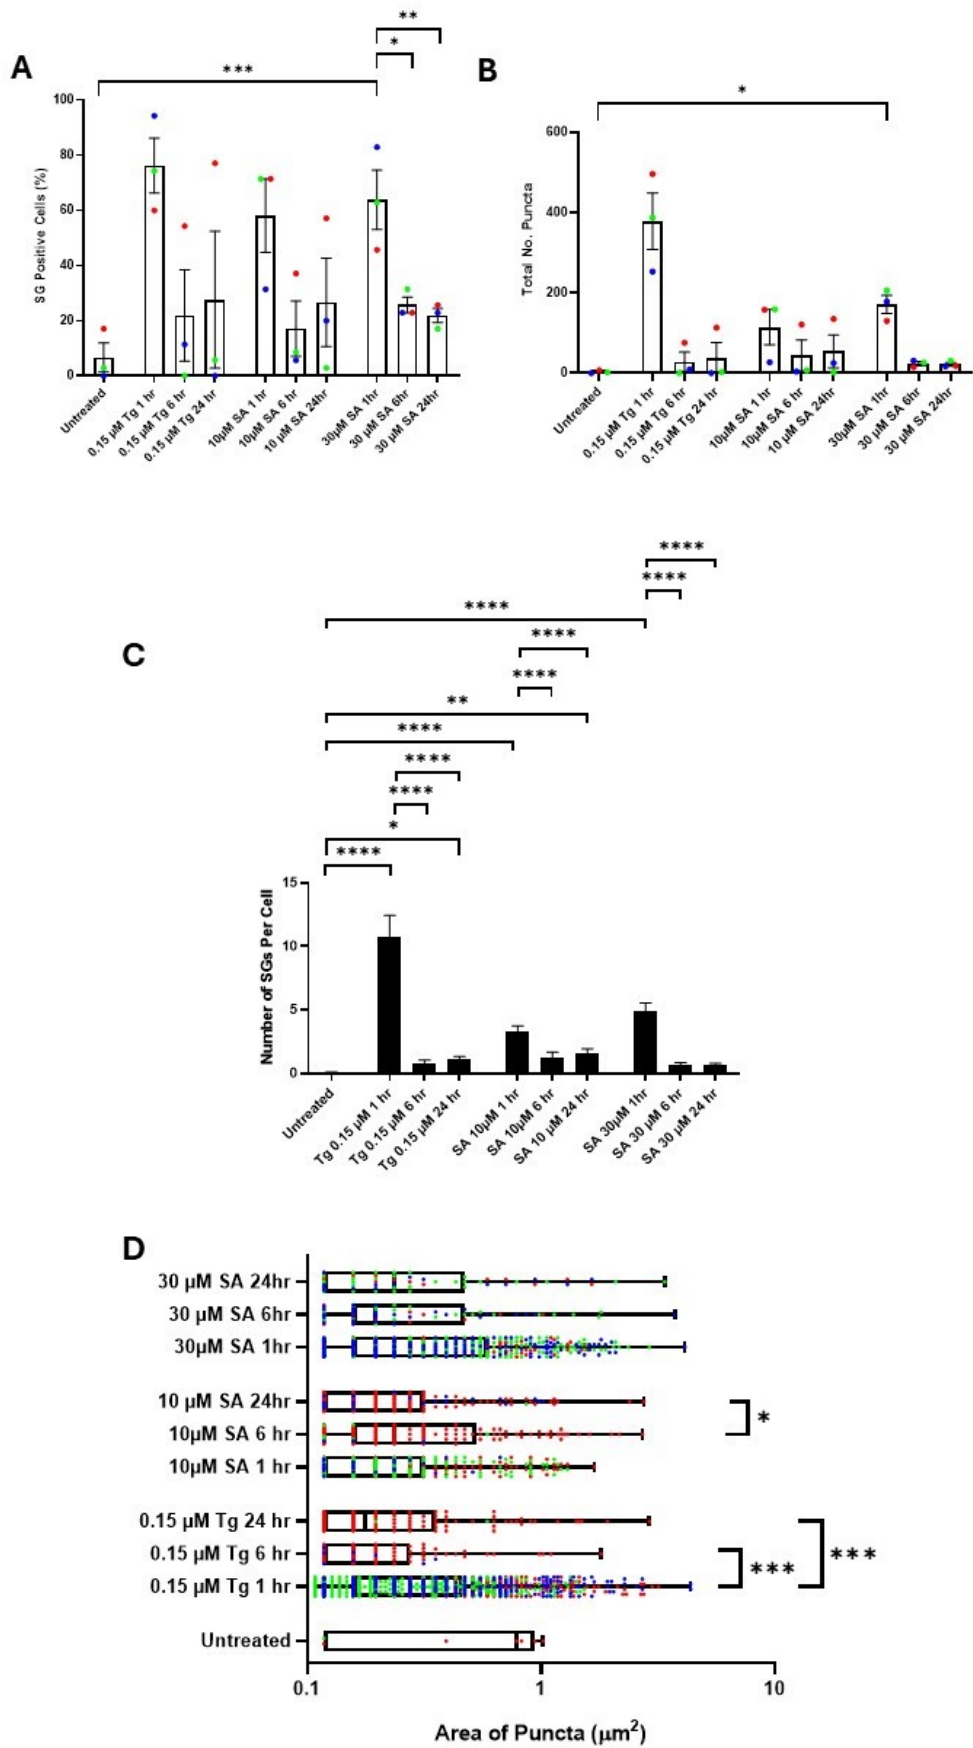 **
*
A
***
SG Positive Cells (%)
100
80
60
40
20
0
Untreated
0.15 µM Tg 1 hr
0.15 µM Tg 6 hr
0.15 µM Tg 24 hr
10µM SA 1 hr
10µM SA 6 hr
10 µM SA 24hr
30µM SA 1hr
30 µM SA 6hr
30 µM SA 24hr
B
*
Total No. Puncta
600
400
200
0
Untreated
0.15 µM Tg 1 hr
0.15 µM Tg 6 hr
0.15 µM Tg 24 hr
10µM SA 1 hr
10µM SA 6 hr
10 µM SA 24hr
30µM SA 1hr
30 µM SA 6hr
30 µM SA 24hr
C
****
****
****
****
****
**
****
****
****
*
****
Number of SGs Per Cell
15
10
5
0
Untreated
Tg 0.15 µM 1 hr
Tg 0.15 µM 6 hr
Tg 0.15 µM 24 hr
SA 10µM 1 hr
SA 10µM 6 hr
SA 10 µM 24 hr
SA 30µM 1hr
SA 30 µM 6 hr
SA 30 µM 24 hr
D
30 µM SA 24hr
30 µM SA 6hr
30µM SA 1hr
10 µM SA 24hr
10µM SA 6 hr
10µM SA 1 hr
*
0.15 µM Tg 24 hr
0.15 µM Tg 6 hr
0.15 µM Tg 1 hr
***
***
Untreated
0.1
1
10
Area of Puncta (µm²)